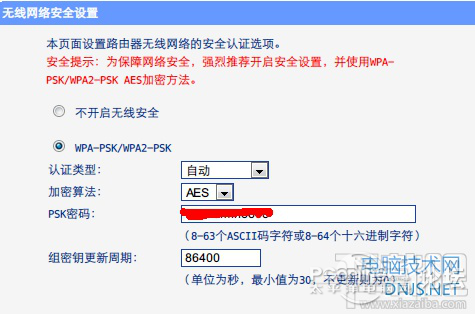 无线网络安全设置
本页面设置路由器无线网络的安全认证选项。
安全提示：为保障网络安全，强烈推荐开启安全设置，并使用WPA-
PSK/WPA2-PSK AES加密方法。
不开启无线安全
WPA-PSK/WPA2-PSK
认证类型： 自动
加密算法： AES
PSK密码：
（8-63个ASCII码字符或8-64个十六进制字符）
组密钥更新周期： 86400
（单位为秒，最小值为30，不更新则为0）
电脑技术网
DNJS.NET
www.xiazaiba.com